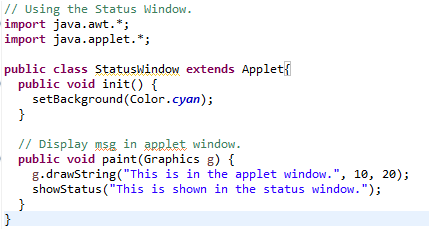 // Using the Status Window.
import java.awt.*;
import java.applet.*;

public class StatusWindow extends Applet{
  public void init() {
    setBackground(Color.cyan);
  }

  // Display msg in applet window.
  public void paint(Graphics g) {
    g.drawString("This is in the applet window.", 10, 20);
    showStatus("This is shown in the status window.");
  }
}